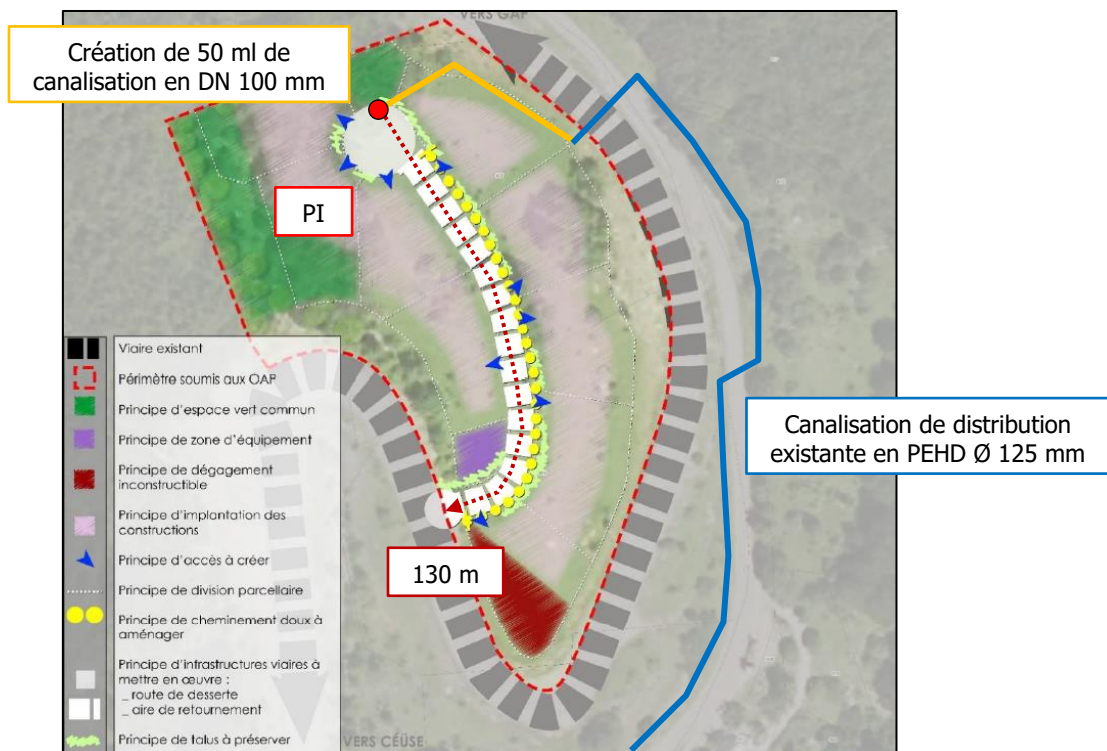 VERS GAP
Création de 50 ml de
canalisation en DN 100 mm
PI
Viaire existant
Périmètre soumis aux OAP
Principe d'espace vert commun
Principe de zone d'équipement
Principe de dégagement
inconstructible
Principe d'implantation des
constructions
Principe d'accès à créer
Principe de division parcellaire
Principe de cheminement doux à
aménager
Principe d'infrastructures viaires à
mettre en œuvre :
_ route de desserte
_ aire de retournement
Principe de talus à préserver
Canalisation de distribution
existante en PEHD Ø 125 mm
130 m
VERS CÉÜSE